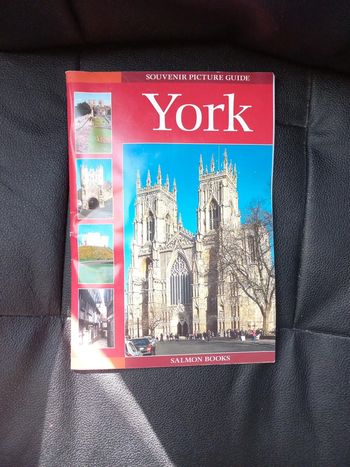 SOUVENIR PICTURE GUIDE
York
SALMON BOOKS